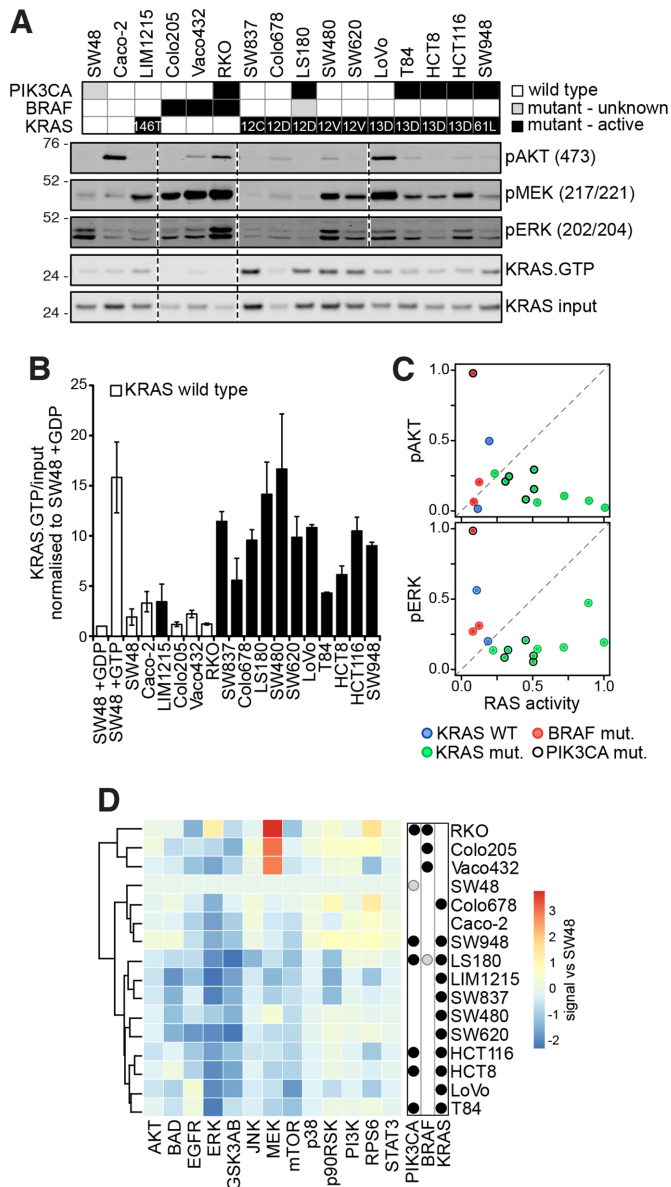 A
SW48 Caco-2 LIM1215 Colo205 Vaco432 RKO SW837 Colo678 LS180 SW480 SW620 LoVo T84 HCT8 HCT116 SW948
PIK3CA
BRAF
KRAS 146T 12C 12D 12D 12V 12V 13D 13D 13D 13D 61L
wild type
mutant - unknown
mutant - active
76 - pAKT (473)
52 - pMEK (217/221)
52 - pERK (202/204)
24 - KRAS.GTP
24 - KRAS input
B
KRAS wild type
KRAS.GTP/input
normalised to SW48 +GDP
25
20
15
10
5
0
SW48 +GDP SW48 +GTP SW48 Caco-2 LIM1215 Colo205 Vaco432 RKO SW837 Colo678 LS180 SW480 SW620 LoVo T84 HCT8 HCT116 SW948
C
pAKT
1.0
0.5
0.0
pERK
1.0
0.5
0.0
0.0 0.5 1.0
RAS activity
KRAS WT BRAF mut.
KRAS mut. PIK3CA mut.
D
RKO
Colo205
Vaco432
SW48
Colo678
Caco-2
SW948
LS180
LIM1215
SW837
SW480
SW620
HCT116
HCT8
LoVo
T84
AKT BAD EGFR ERK GSK3AB JNK MEK mTOR p38 p90RSK PI3K RPS6 STAT3 PIK3CA BRAF KRAS
3
2
1
0
-1
-2
signal vs SW48